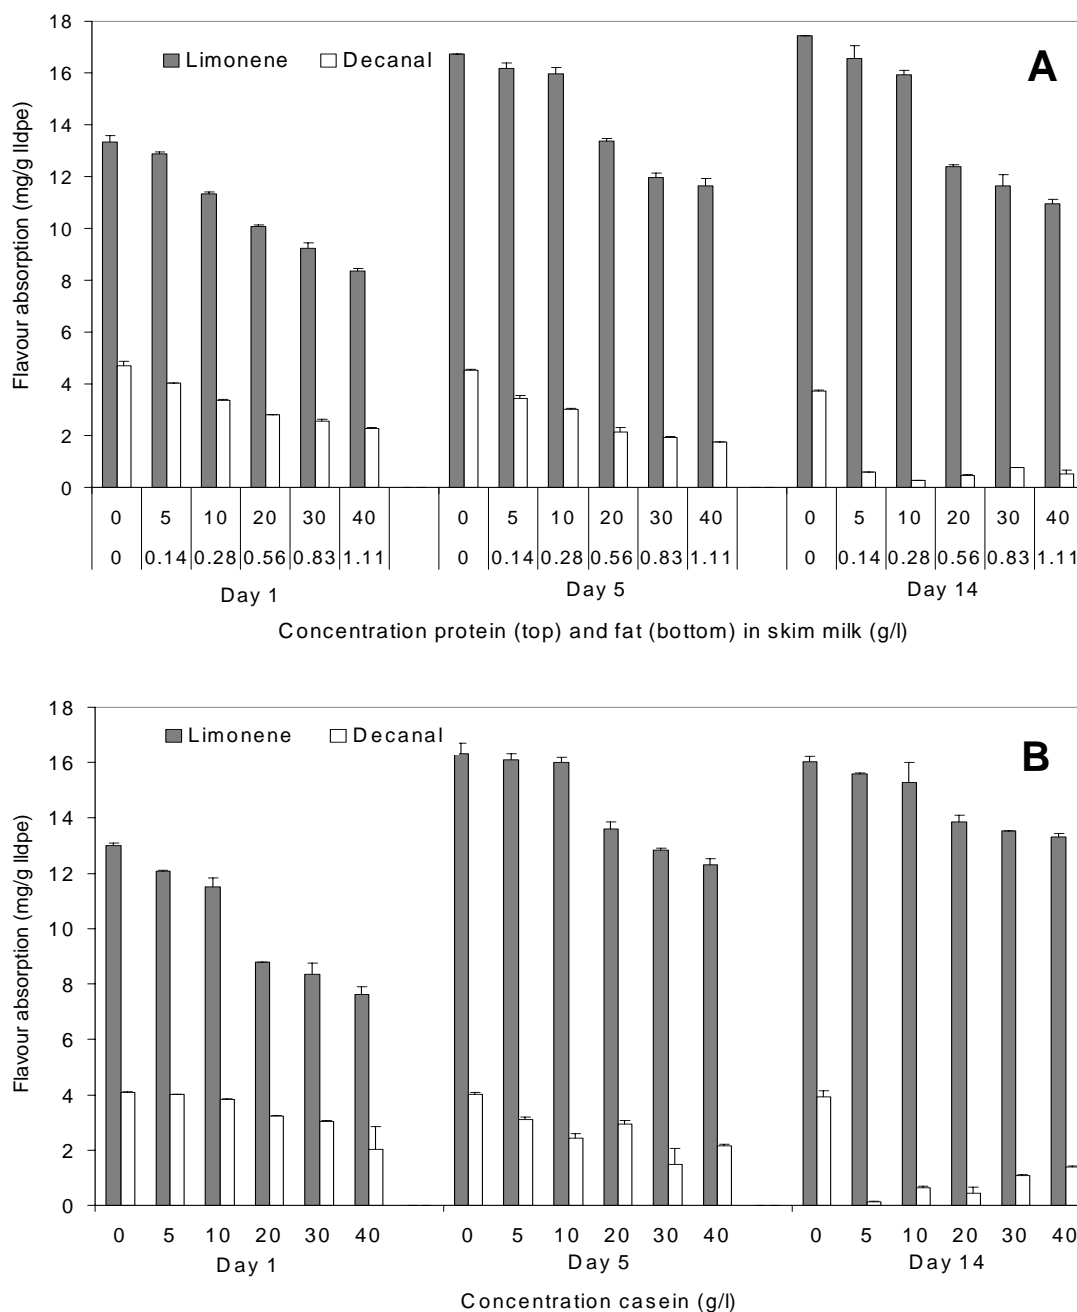 18
16
14
12
10
8
6
4
2
0
Flavour absorption (mg/g lldpe)
Limonene Decanal
A
0 5 10 20 30 40 0 5 10 20 30 40 0 5 10 20 30 40
0 0.14 0.28 0.56 0.83 1.11 0 0.14 0.28 0.56 0.83 1.11 0 0.14 0.28 0.56 0.83 1.11
Day 1 Day 5 Day 14
Concentration protein (top) and fat (bottom) in skim milk (g/l)
18
16
14
12
10
8
6
4
2
0
Flavour absorption (mg/g lldpe)
Limonene Decanal
B
0 5 10 20 30 40 0 5 10 20 30 40 0 5 10 20 30 40
Day 1 Day 5 Day 14
Concentration casein (g/l)